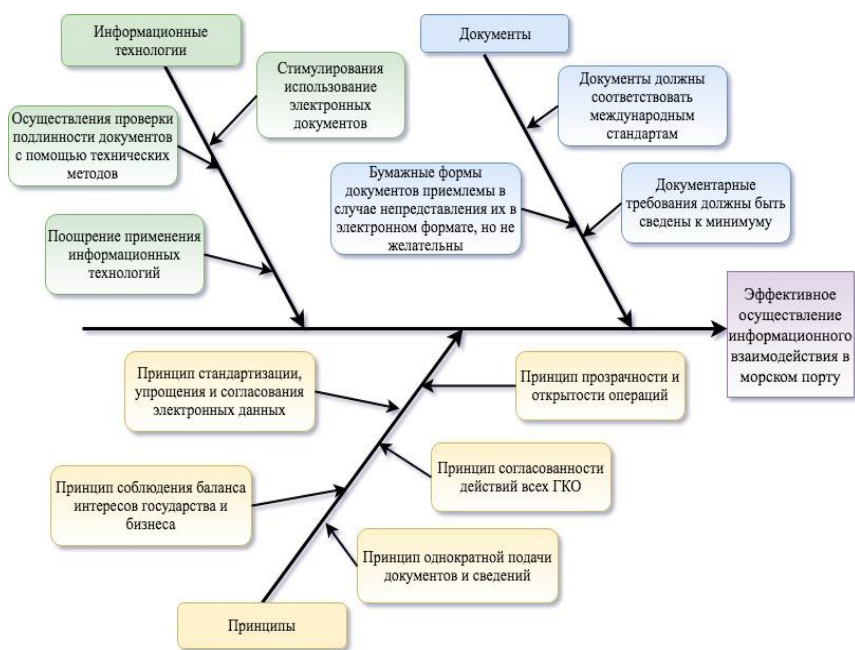 Информационные
технологии
Документы
Стимулирования
использование
электронных
документов
Осуществления проверки
подлинности документов
с помощью технических
методов
Поощрение применения
информационных
технологий
Документы должны
соответствовать
международным
стандартам
Бумажные формы
документов приемлемы в
случае непредставления их в
электронном формате, но не
желательны
Документарные
требования должны быть
сведены к минимуму
Эффективное
осуществление
информационного
взаимодействия в
морском порту
Принцип стандартизации,
упрощения и согласования
электронных данных
Принцип прозрачности и
открытости операций
Принцип согласованности
действий всех ГКО
Принцип соблюдения баланса
интересов государства и
бизнеса
Принцип однократной подачи
документов и сведений
Принципы